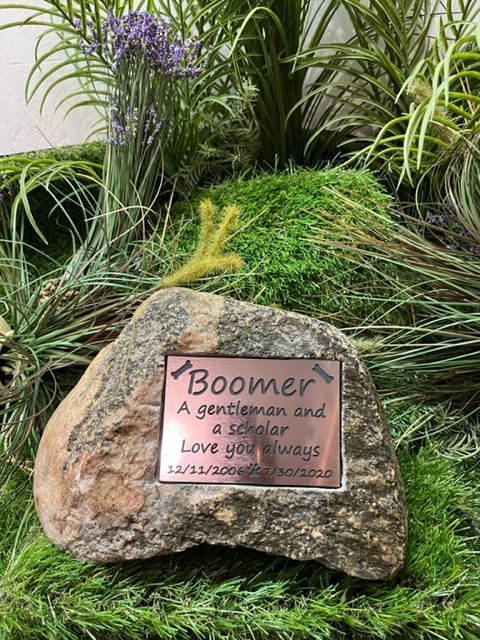 Boomer
A gentleman and
a scholar
Love you always
12/11/2006 7/30/2020